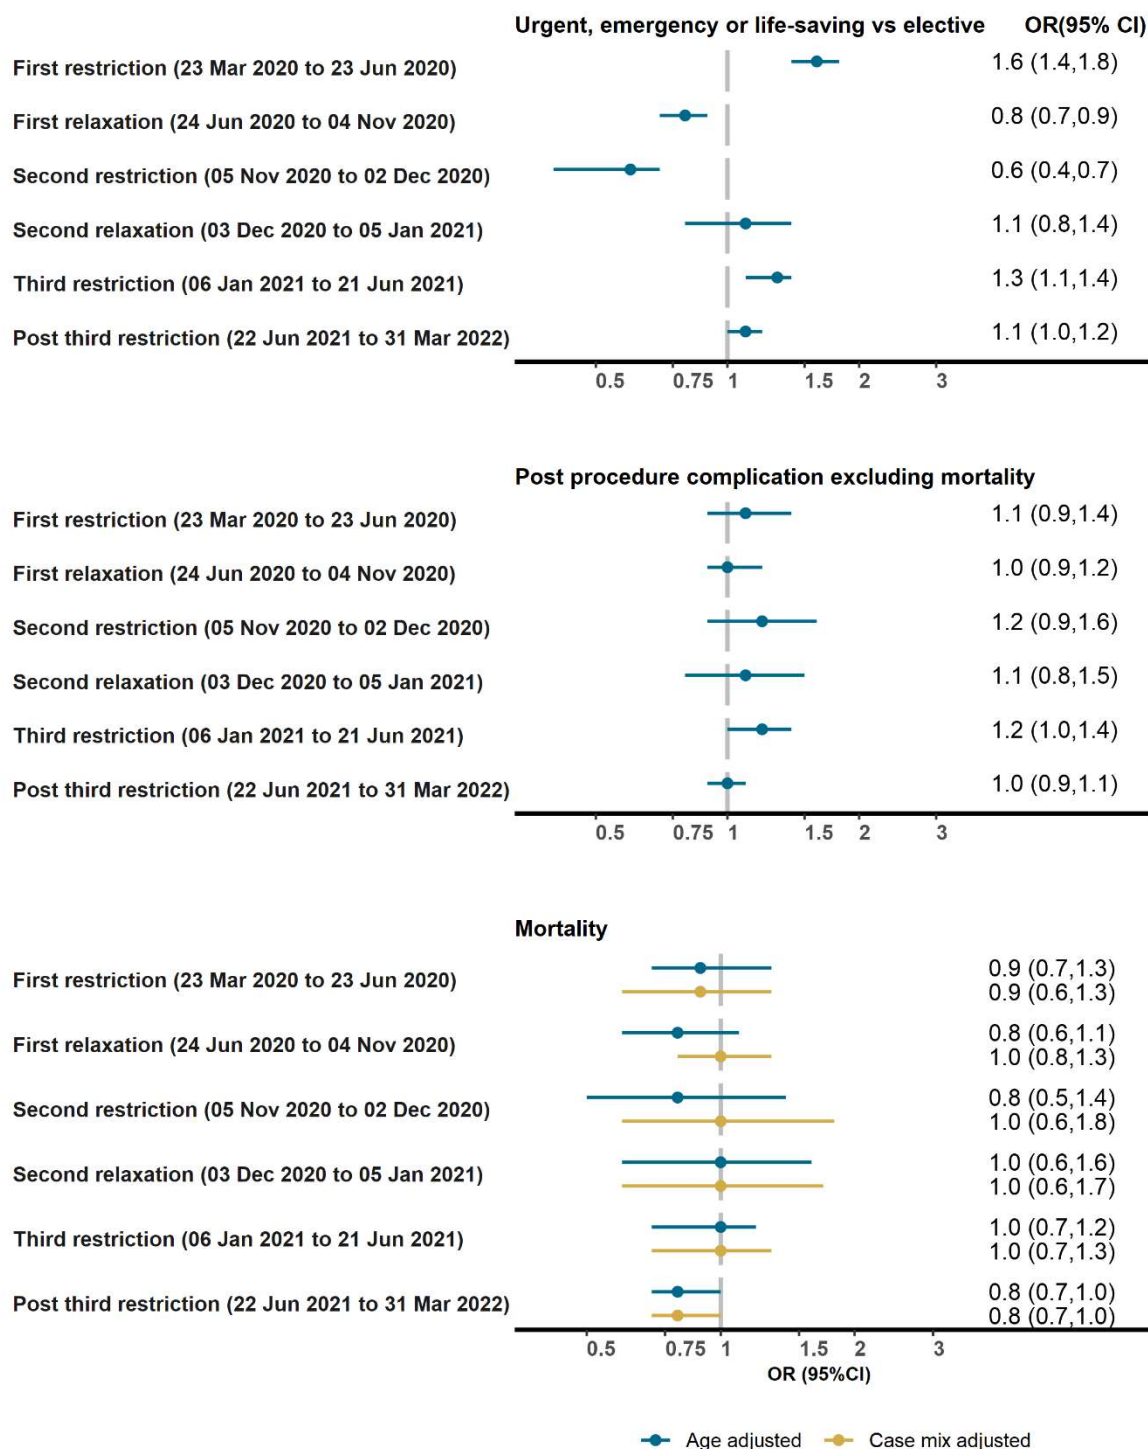 Urgent, emergency or life-saving vs elective OR(95% CI)
First restriction (23 Mar 2020 to 23 Jun 2020) 1.6 (1.4,1.8)
First relaxation (24 Jun 2020 to 04 Nov 2020) 0.8 (0.7,0.9)
Second restriction (05 Nov 2020 to 02 Dec 2020) 0.6 (0.4,0.7)
Second relaxation (03 Dec 2020 to 05 Jan 2021) 1.1 (0.8,1.4)
Third restriction (06 Jan 2021 to 21 Jun 2021) 1.3 (1.1,1.4)
Post third restriction (22 Jun 2021 to 31 Mar 2022) 1.1 (1.0,1.2)
0.5 0.75 1 1.5 2 3
Post procedure complication excluding mortality
First restriction (23 Mar 2020 to 23 Jun 2020) 1.1 (0.9,1.4)
First relaxation (24 Jun 2020 to 04 Nov 2020) 1.0 (0.9,1.2)
Second restriction (05 Nov 2020 to 02 Dec 2020) 1.2 (0.9,1.6)
Second relaxation (03 Dec 2020 to 05 Jan 2021) 1.1 (0.8,1.5)
Third restriction (06 Jan 2021 to 21 Jun 2021) 1.2 (1.0,1.4)
Post third restriction (22 Jun 2021 to 31 Mar 2022) 1.0 (0.9,1.1)
0.5 0.75 1 1.5 2 3
Mortality
First restriction (23 Mar 2020 to 23 Jun 2020) 0.9 (0.7,1.3)
0.9 (0.6,1.3)
First relaxation (24 Jun 2020 to 04 Nov 2020) 0.8 (0.6,1.1)
1.0 (0.8,1.3)
Second restriction (05 Nov 2020 to 02 Dec 2020) 0.8 (0.5,1.4)
1.0 (0.6,1.8)
Second relaxation (03 Dec 2020 to 05 Jan 2021) 1.0 (0.6,1.6)
1.0 (0.6,1.7)
Third restriction (06 Jan 2021 to 21 Jun 2021) 1.0 (0.7,1.2)
1.0 (0.7,1.3)
Post third restriction (22 Jun 2021 to 31 Mar 2022) 0.8 (0.7,1.0)
0.8 (0.7,1.0)
0.5 0.75 1 1.5 2 3
OR (95%CI)
Age adjusted Case mix adjusted